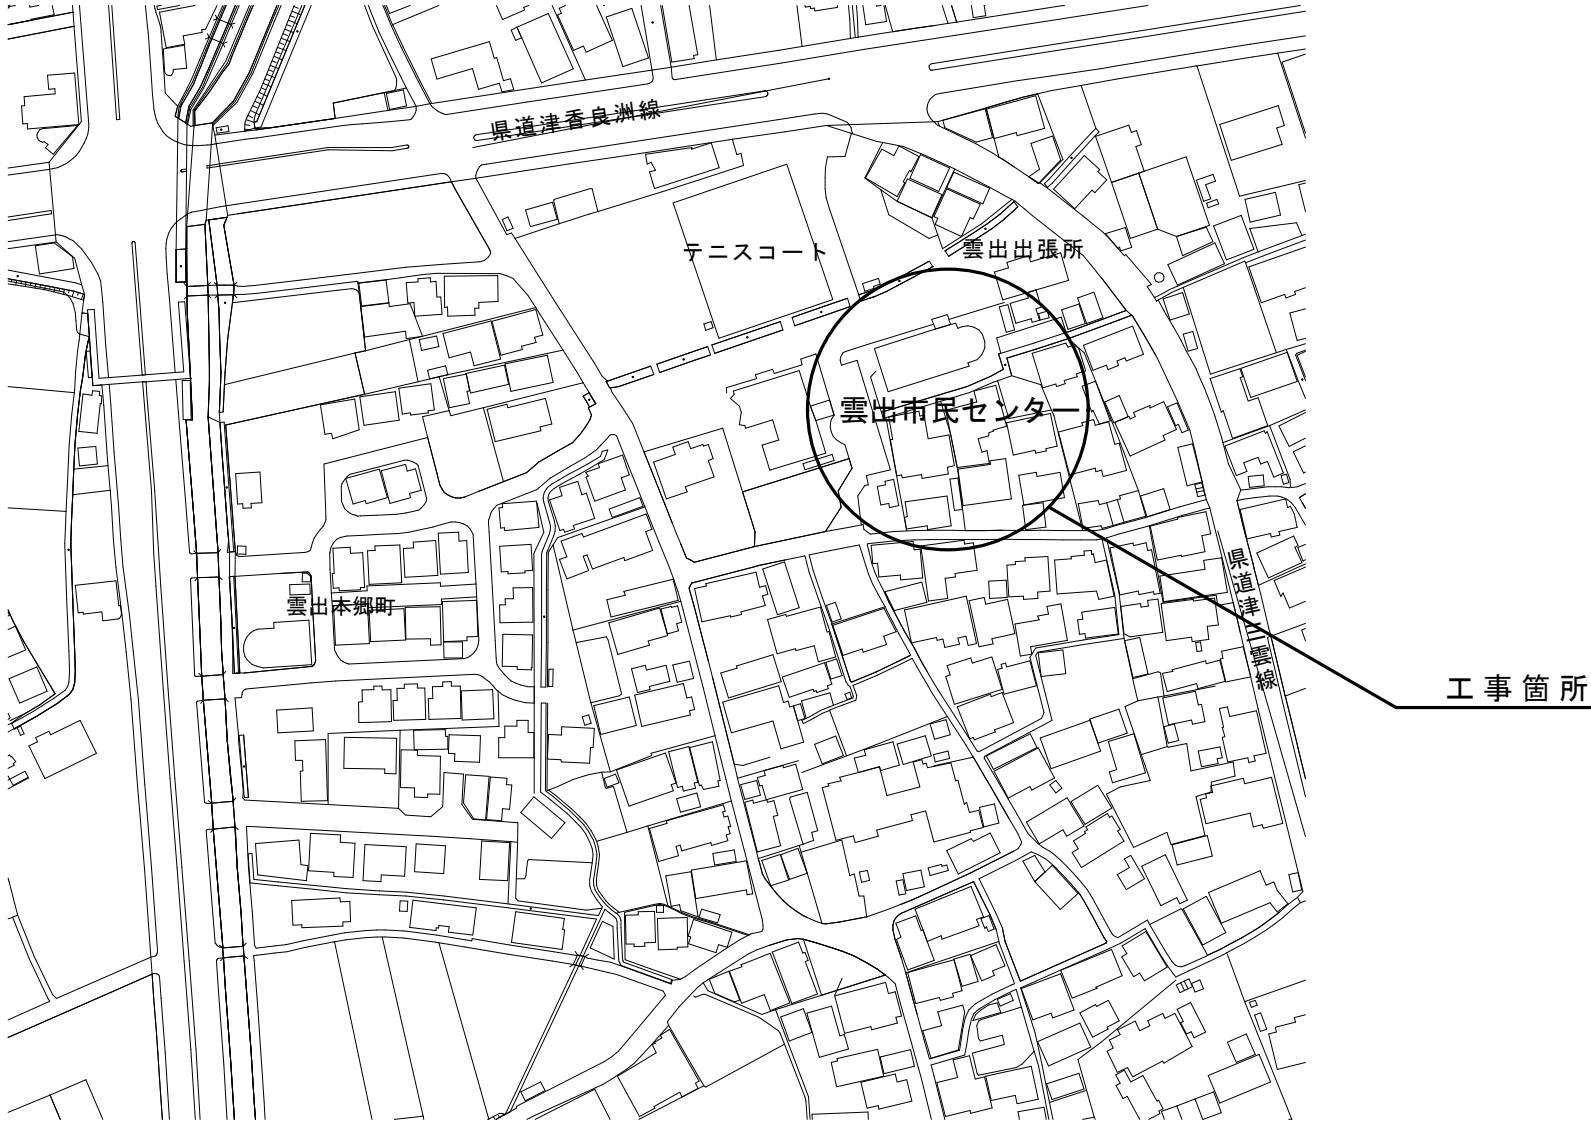 県道津香良洲線
テニスコート
雲出出張所
雲出市民センター
雲出本郷町
県道津三雲線
工事箇所